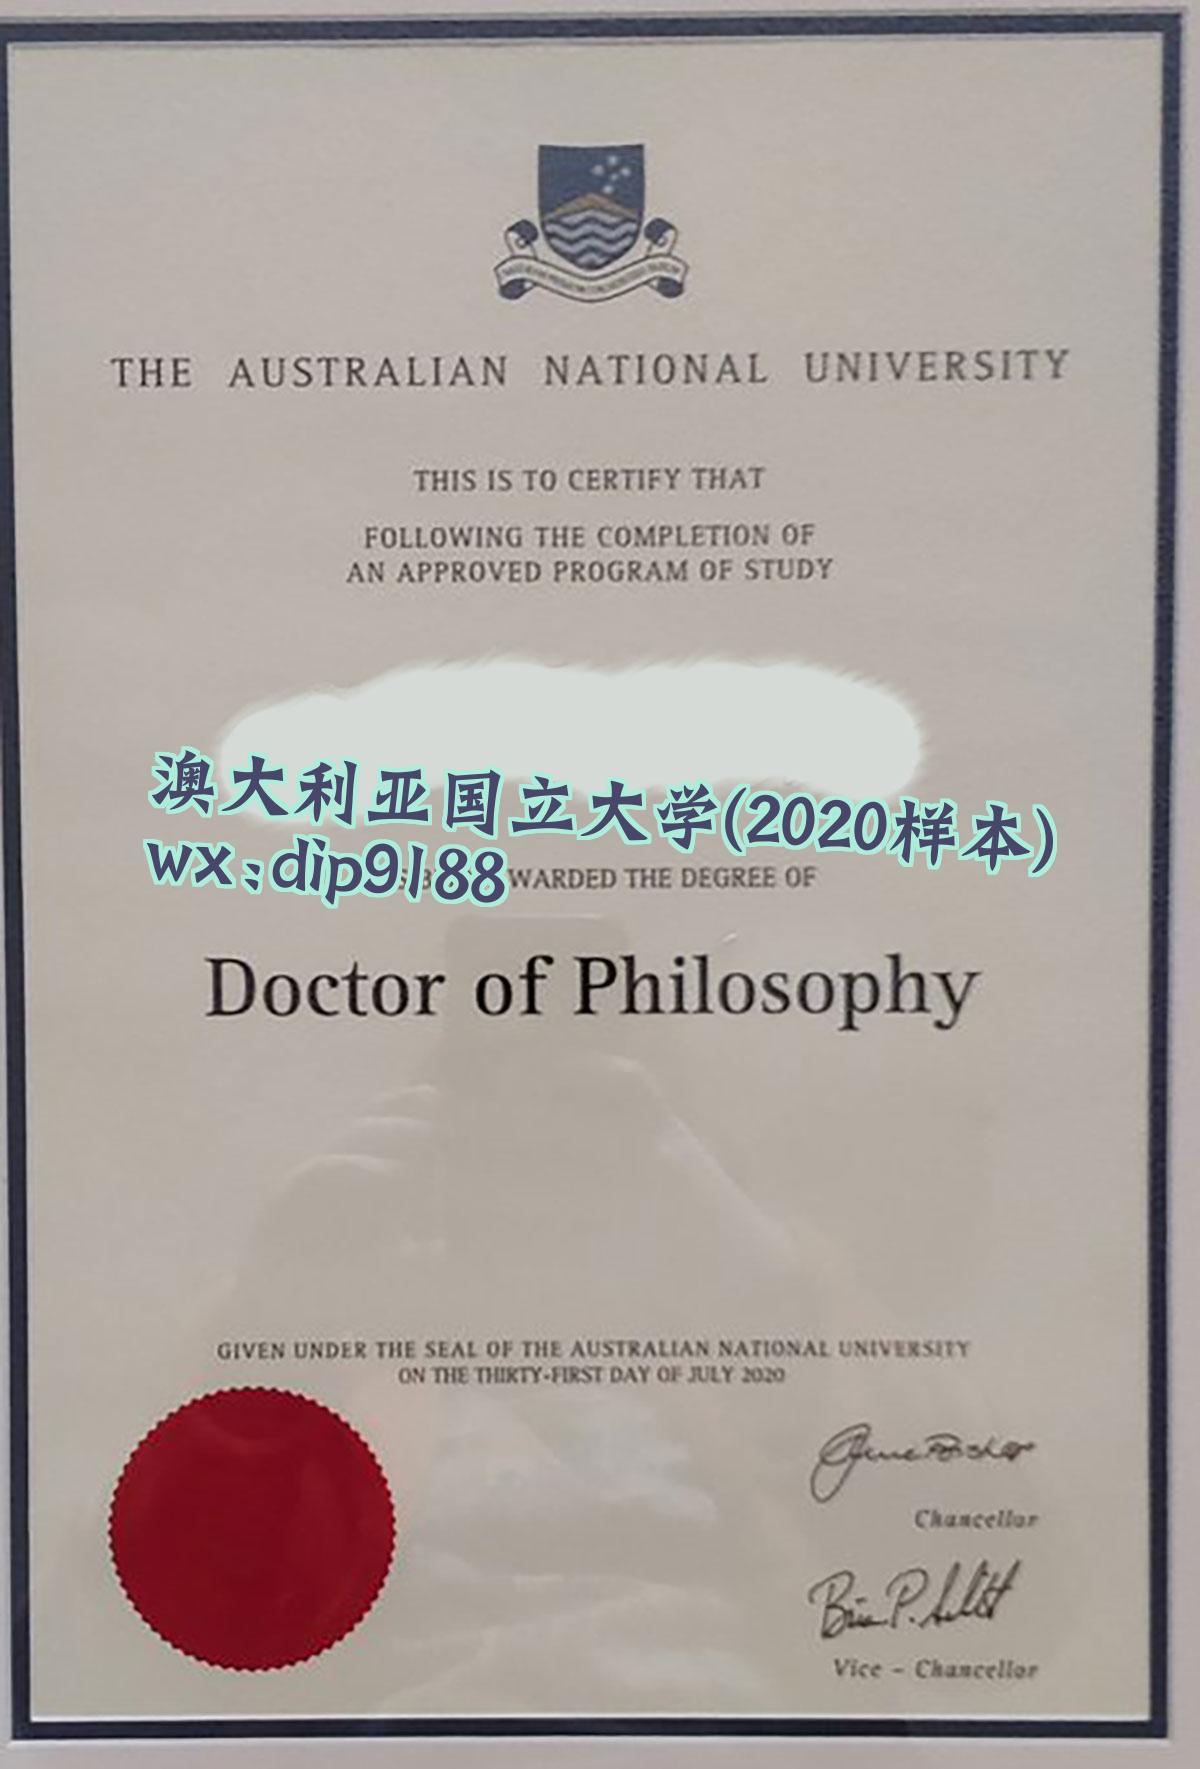 THE AUSTRALIAN NATIONAL UNIVERSITY
THIS IS TO CERTIFY THAT
FOLLOWING THE COMPLETION OF
AN APPROVED PROGRAM OF STUDY
澳大利亚国立大学(2020样本)
wx:dip9188
WARDED THE DEGREE OF
Doctor of Philosophy
GIVEN UNDER THE SEAL OF THE AUSTRALIAN NATIONAL UNIVERSITY
ON THE THIRTY-FIRST DAY OF JULY 2020
Chancellor
Vice - Chancellor